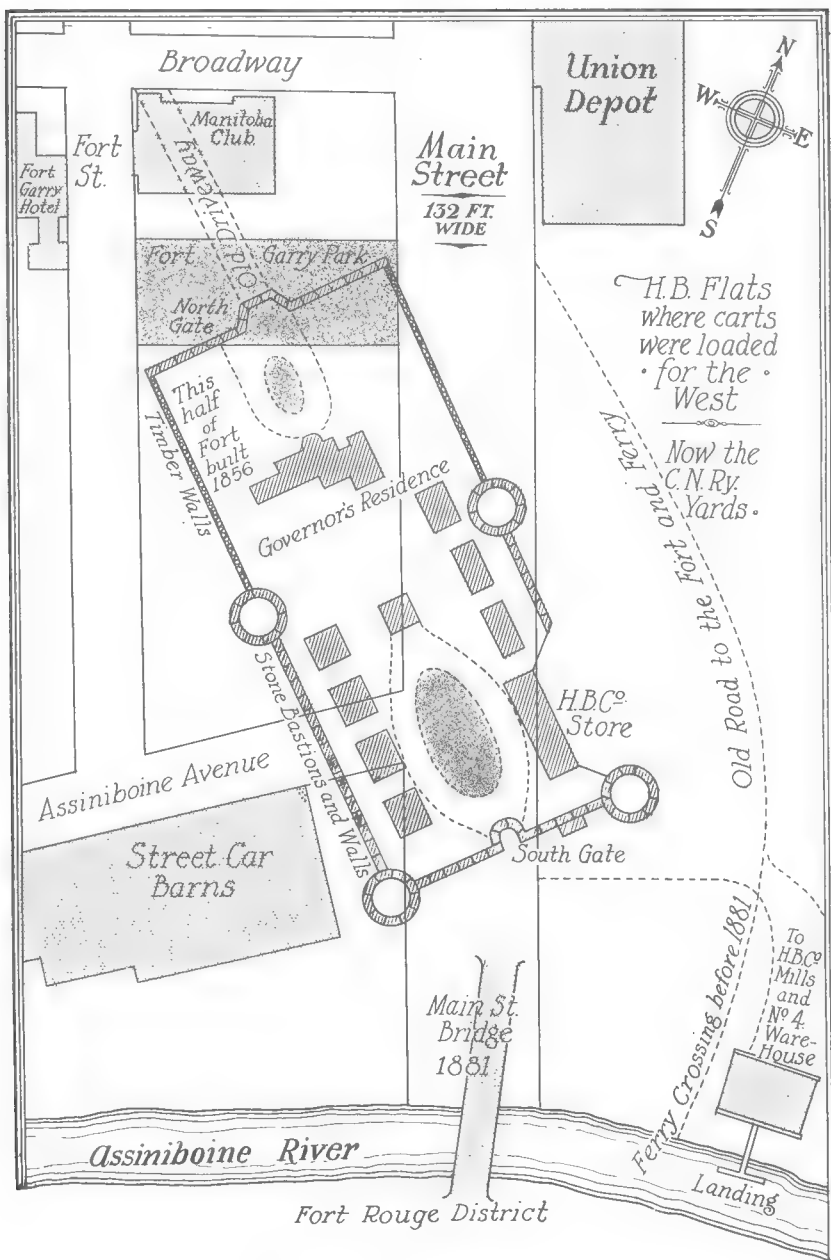 Broadway
Union
Depot
N
W
E
S
Manitoba
Club
Fort
St.
Fort
Garry
Hotel
Old Driveway
Main
Street
132 FT.
WIDE
Fort Garry Park
North
Gate
H.B. Flats
where carts
were loaded
for the
West
Now the
C.N.Ry.
Yards.
This
half
of
Fort
built
1856
Timber Walls
Governor's Residence
Old Road to the Fort and Ferry
Stone Bastions and Walls
H.B.Co.
Store
Assiniboine Avenue
Street Car
Barns
South Gate
Ferry Crossing before 1881
To
H.B.Co.
Mills
and
No. 4
Ware-
House
Main St.
Bridge
1881
Assiniboine River
Landing
Fort Rouge District